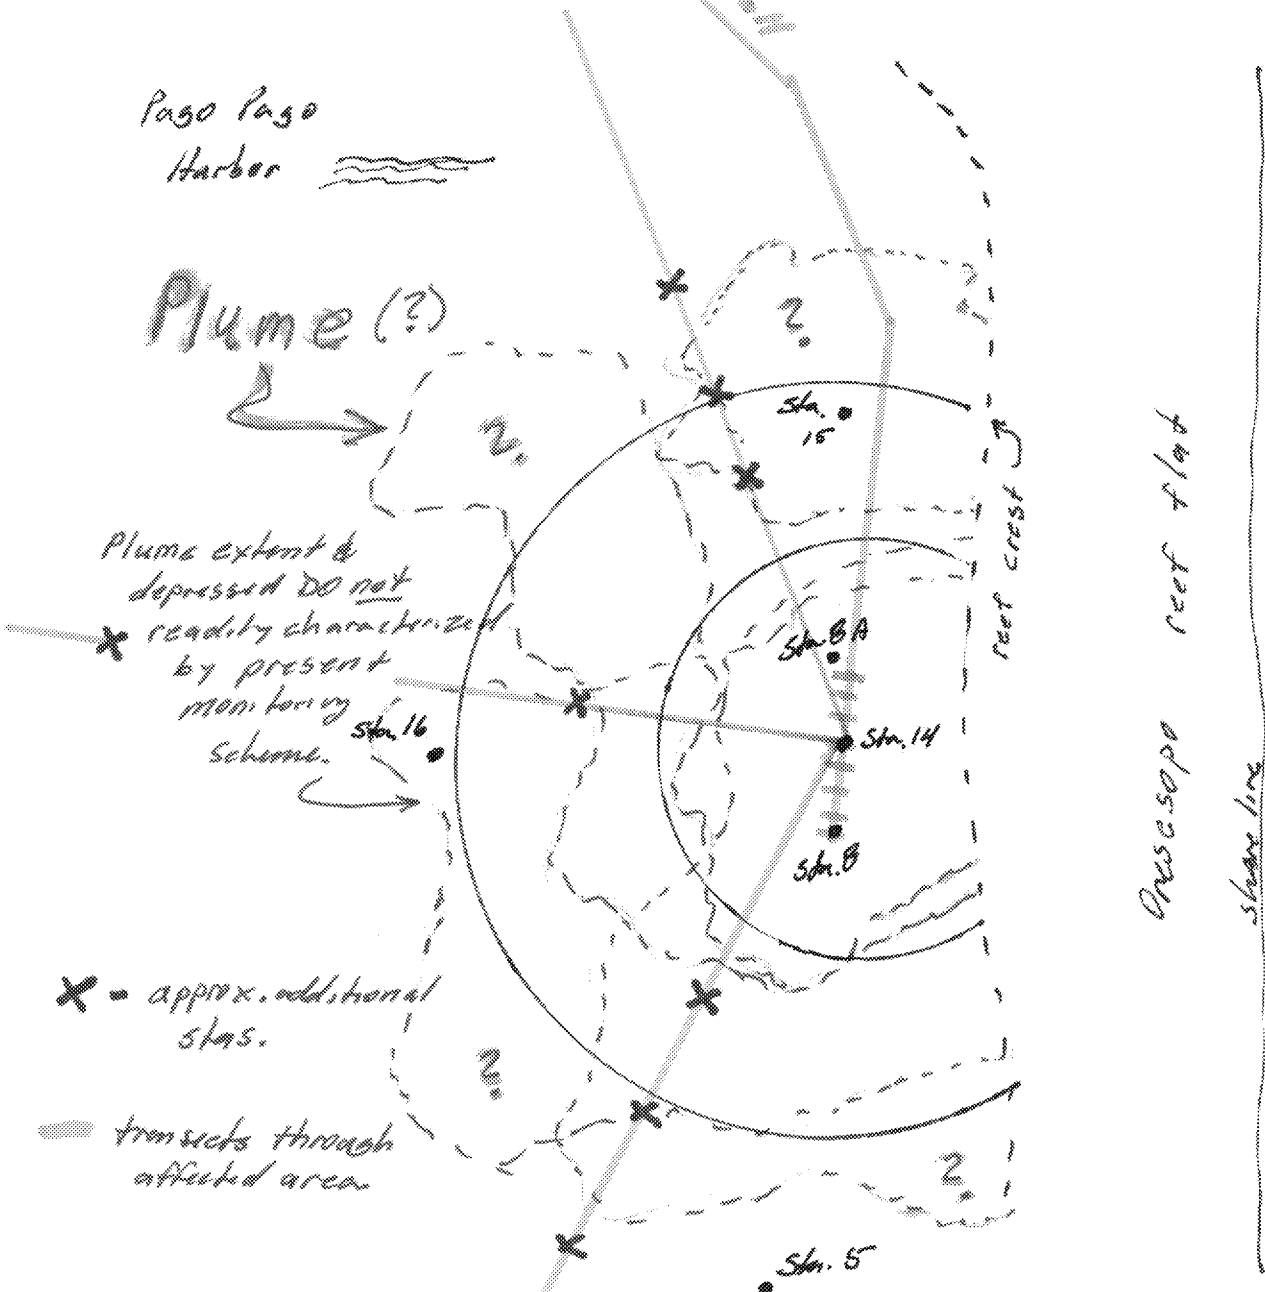 Pago Pago
Harbor
Plume (?)
?
?
Sta.
15
Plume extent &
depressed DO not
readily characterized
by present
monitoring
scheme.
Sta. 16
Sta. 8A
Sta. 14
Sta. 8
reef crest
reef flat
Onesopo
shore line
X - approx. additional
stas.
?
transects through
affected area
?
Sta. 5